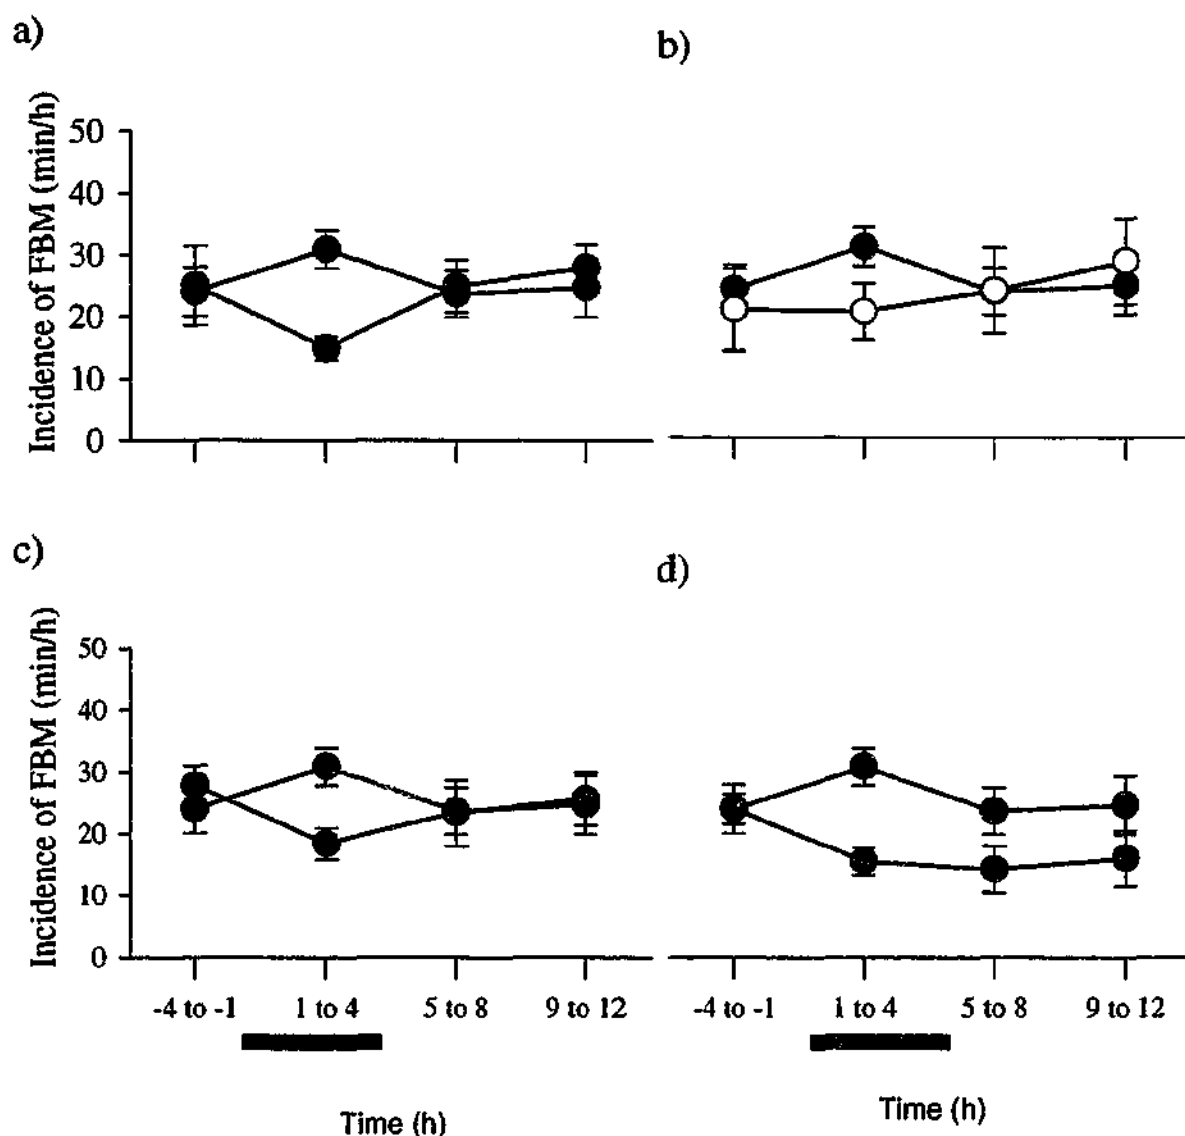 a)
b)
Incidence of FBM (min/h)
50
40
30
20
10
0
c)
d)
Incidence of FBM (min/h)
50
40
30
20
10
0
-4 to -1 1 to 4 5 to 8 9 to 12
-4 to -1 1 to 4 5 to 8 9 to 12
Time (h)
Time (h)